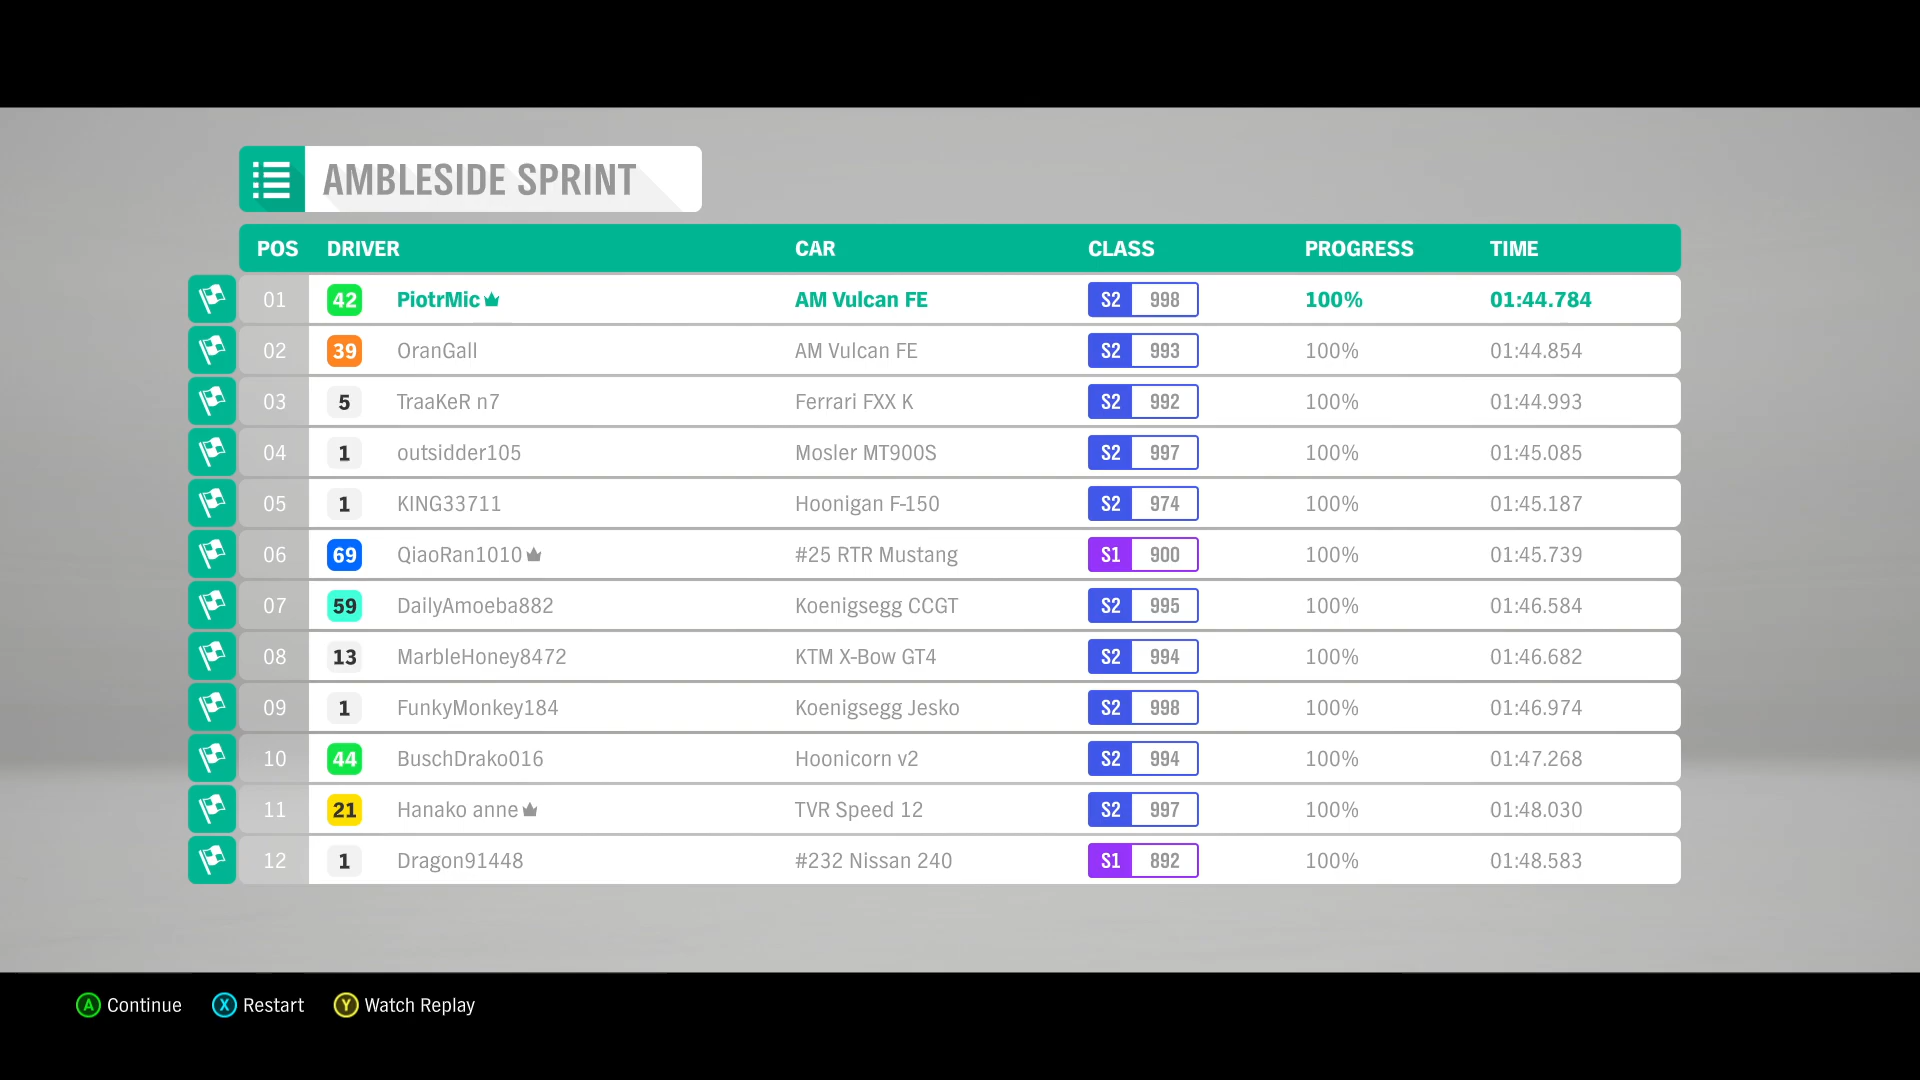 AMBLESIDE SPRINT
POS DRIVER CAR CLASS PROGRESS TIME
01 42 PiotrMic AM Vulcan FE S2 998 100% 01:44.784
02 39 OranGall AM Vulcan FE S2 993 100% 01:44.854
03 5 TraaKeR n7 Ferrari FXX K S2 992 100% 01:44.993
04 1 outsidder105 Mosler MT900S S2 997 100% 01:45.085
05 1 KING33711 Hoonigan F-150 S2 974 100% 01:45.187
06 69 QiaoRan1010 #25 RTR Mustang S1 900 100% 01:45.739
07 59 DailyAmoeba882 Koenigsegg CCGT S2 995 100% 01:46.584
08 13 MarbleHoney8472 KTM X-Bow GT4 S2 994 100% 01:46.682
09 1 FunkyMonkey184 Koenigsegg Jesko S2 998 100% 01:46.974
10 44 BuschDrako016 Hoonicorn v2 S2 994 100% 01:47.268
11 21 Hanako anne TVR Speed 12 S2 997 100% 01:48.030
12 1 Dragon91448 #232 Nissan 240 S1 892 100% 01:48.583
A Continue X Restart Y Watch Replay